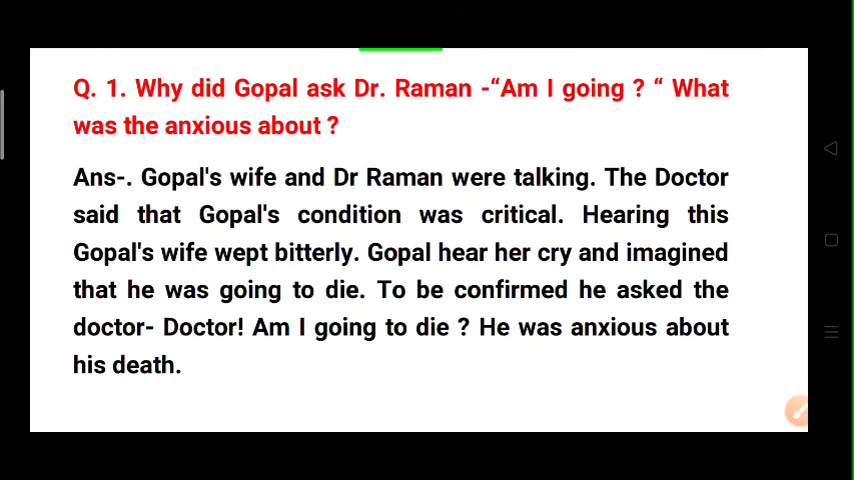 Q. 1. Why did Gopal ask Dr. Raman -“Am I going ? “ What
was the anxious about ?
Ans-. Gopal's wife and Dr Raman were talking. The Doctor
said that Gopal's condition was critical. Hearing this
Gopal's wife wept bitterly. Gopal hear her cry and imagined
that he was going to die. To be confirmed he asked the
doctor- Doctor! Am I going to die ? He was anxious about
his death.